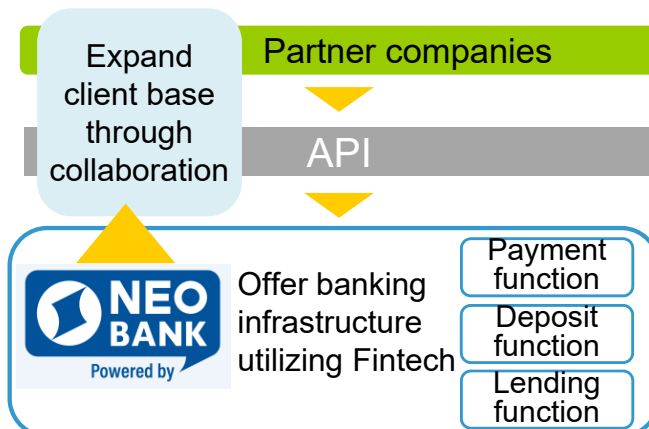 Partner companies
Expand
client base
through
collaboration
API
NEO
BANK
Powered by
Offer banking
infrastructure
utilizing Fintech
Payment
function
Deposit
function
Lending
function